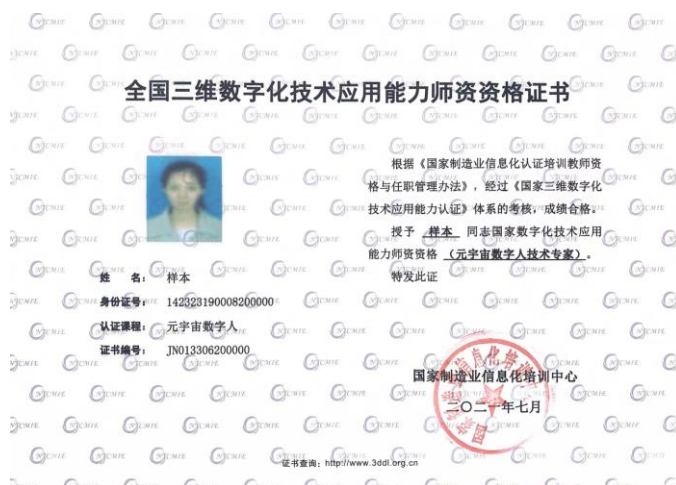 全国三维数字化技术应用能力师资资格证书
根据《国家制造业信息化认证培训教师资
格与任职管理办法》，经过《国家三维数字化
技术应用能力认证》体系的考核，成绩合格。
授予 样本 同志国家数字化技术应用
能力师资资格 （元宇宙数字人技术专家）。
特发此证
姓 名： 样本
身份证号： 142323190008200000
认证课程： 元宇宙数字人
证书编号： JN013306200000
国家制造业信息化培训中心
二〇二一年七月
证书查询：http://www.3ddl.org.cn